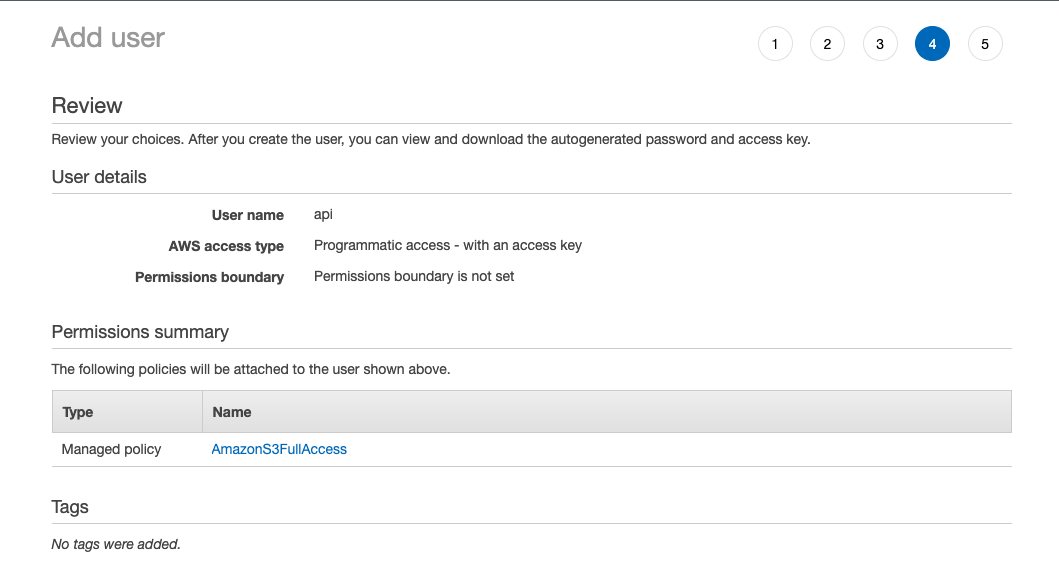 Add user
1 2 3 4 5
Review
Review your choices. After you create the user, you can view and download the autogenerated password and access key.
User details
User name api
AWS access type Programmatic access - with an access key
Permissions boundary Permissions boundary is not set
Permissions summary
The following policies will be attached to the user shown above.
Type Name
Managed policy AmazonS3FullAccess
Tags
No tags were added.